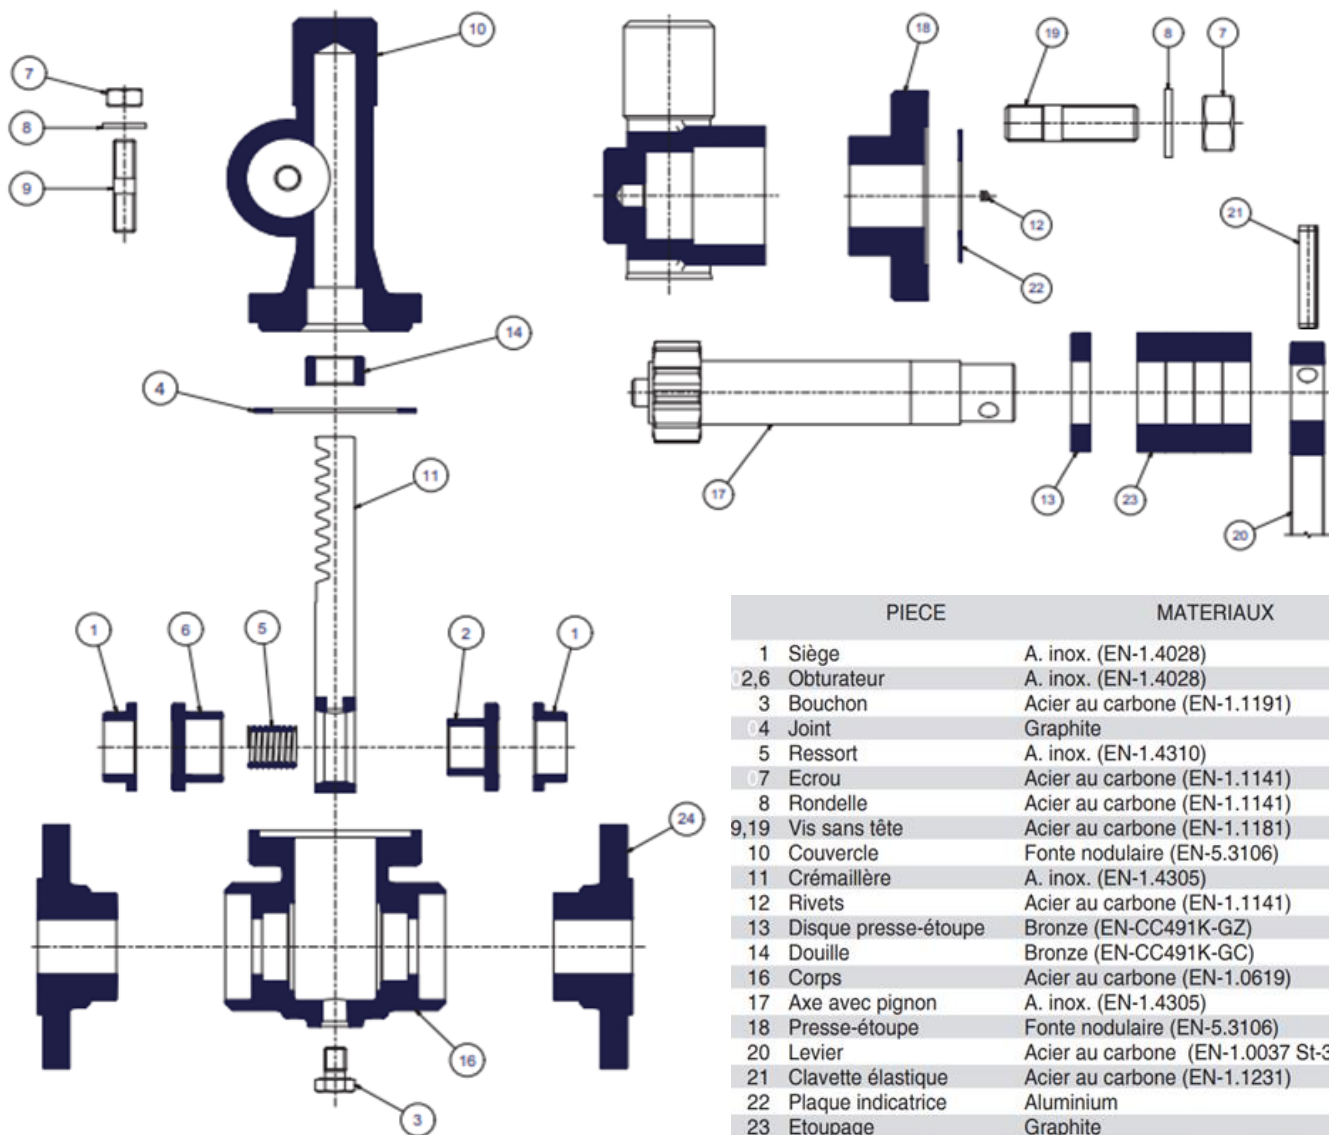 10
18
19
8
7
7
8
9
12
21
22
14
4
11
17
13
23
20
1
6
5
2
1
24
16
3
PIECE MATERIAUX
1 Siège A. inox. (EN-1.4028)
02,6 Obturateur A. inox. (EN-1.4028)
3 Bouchon Acier au carbone (EN-1.1191)
04 Joint Graphite
5 Ressort A. inox. (EN-1.4310)
07 Ecrou Acier au carbone (EN-1.1141)
8 Rondelle Acier au carbone (EN-1.1141)
9,19 Vis sans tête Acier au carbone (EN-1.1181)
10 Couvercle Fonte nodulaire (EN-5.3106)
11 Crémaillère A. inox. (EN-1.4305)
12 Rivets Acier au carbone (EN-1.1141)
13 Disque presse-étoupe Bronze (EN-CC491K-GZ)
14 Douille Bronze (EN-CC491K-GC)
16 Corps Acier au carbone (EN-1.0619)
17 Axe avec pignon A. inox. (EN-1.4305)
18 Presse-étoupe Fonte nodulaire (EN-5.3106)
20 Levier Acier au carbone (EN-1.0037 St-3
21 Clavette élastique Acier au carbone (EN-1.1231)
22 Plaque indicatrice Aluminium
23 Etoupage Graphite